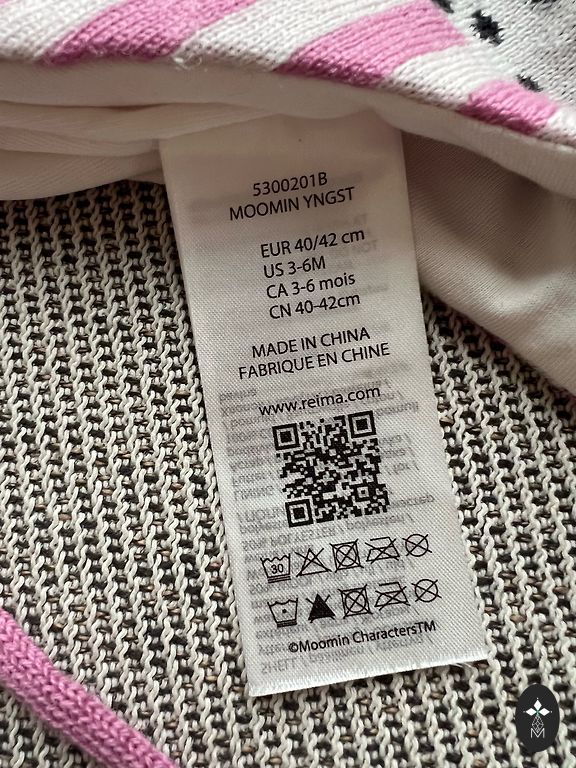 5300201B
MOOMIN YNGST
EUR 40/42 cm
US 3-6M
CA 3-6 mois
CN 40-42cm
MADE IN CHINA
FABRIQUE EN CHINE
www.reima.com
30
©Moomin Characters™